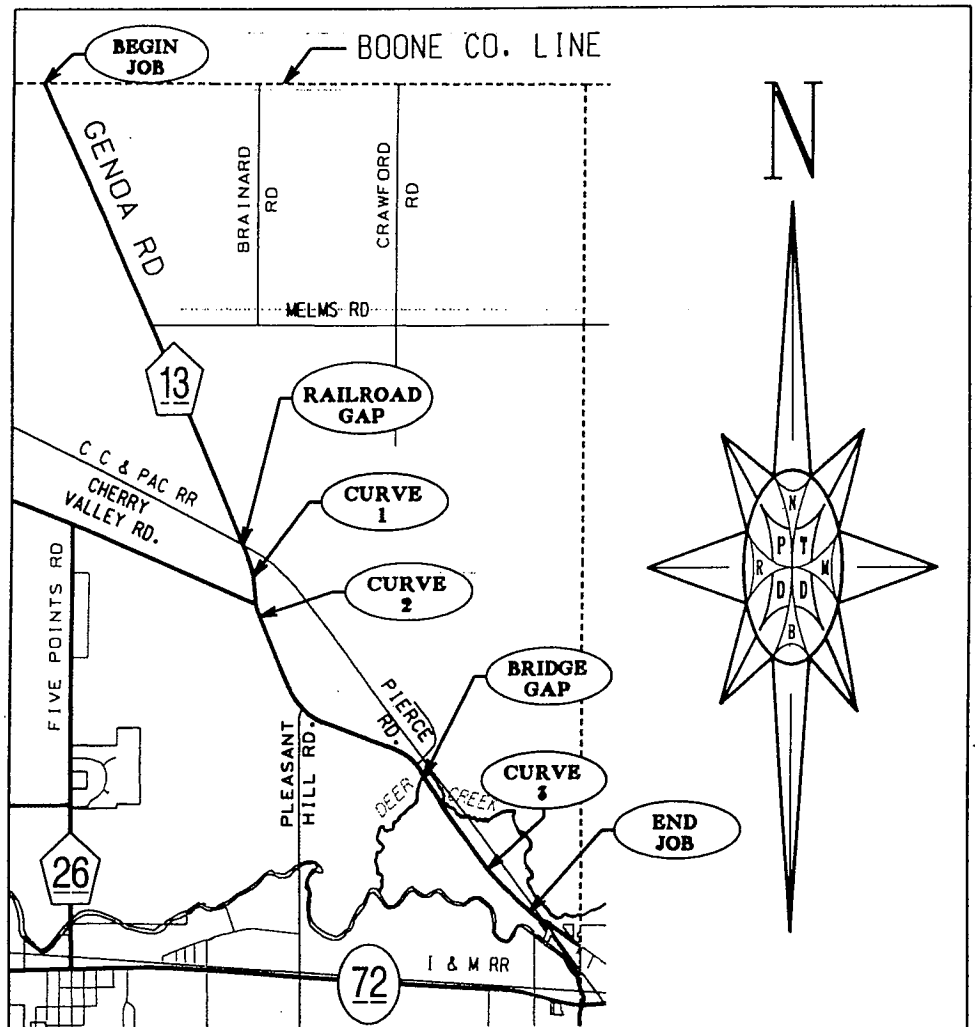 BEGIN
JOB
BOONE CO. LINE
N
GENOA RD
BRAINARD
RD
CRAWFORD
RD
MELMS RD
13
RAILROAD
GAP
C C & PAC RR
CHERRY
VALLEY RD.
CURVE
1
CURVE
2
FIVE POINTS RD
N
P T
R M
D D
B
PIERCE
RD.
BRIDGE
GAP
PLEASANT
HILL RD.
DEER CREEK
CURVE
3
END
JOB
26
72
I & M RR